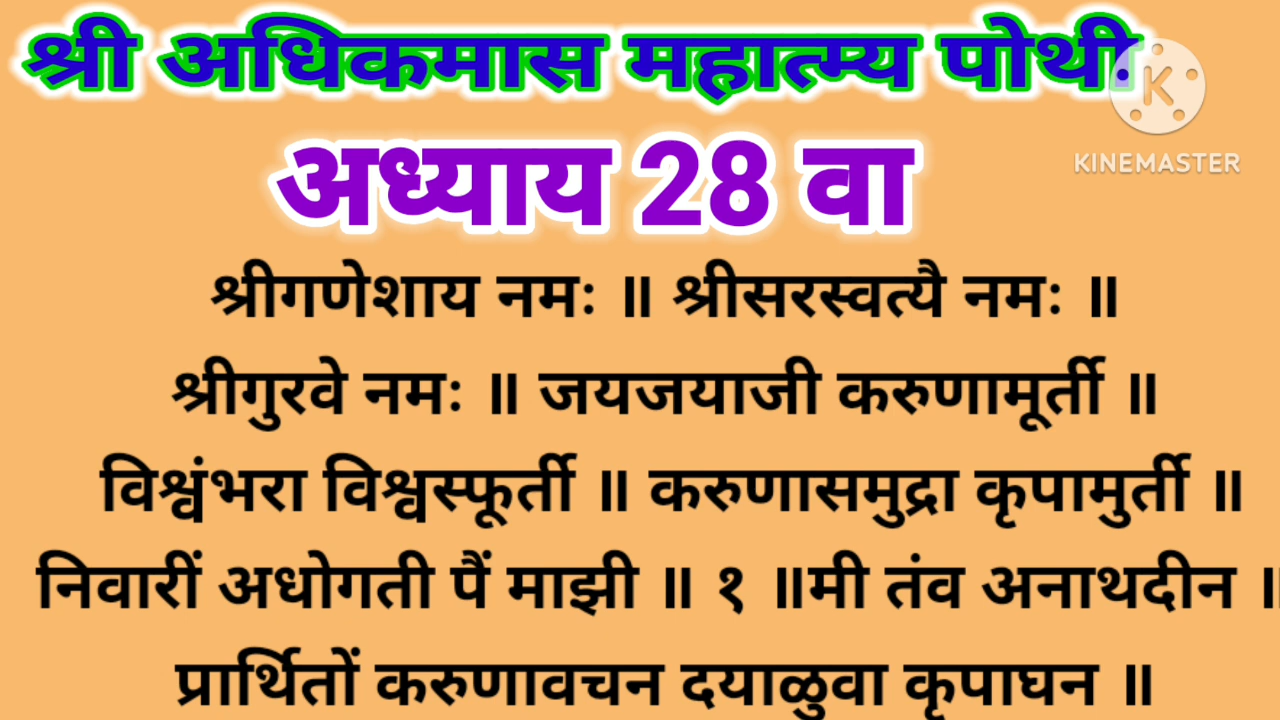 श्री अधिकमास महात्म्य पोथी
K
KINEMASTER
अध्याय 28 वा
श्रीगणेशाय नमः ॥ श्रीसरस्वत्यै नमः ॥
श्रीगुरवे नमः ॥ जयजयाजी करुणामूर्ती ॥
विश्वंभरा विश्वस्फूर्ती ॥ करुणासमुद्रा कृपामुर्ती ॥
निवारीं अधोगती पैं माझी ॥ १ ॥मी तंव अनाथदीन ॥
प्रार्थितों करुणावचन दयाळुवा कृपाघन ॥